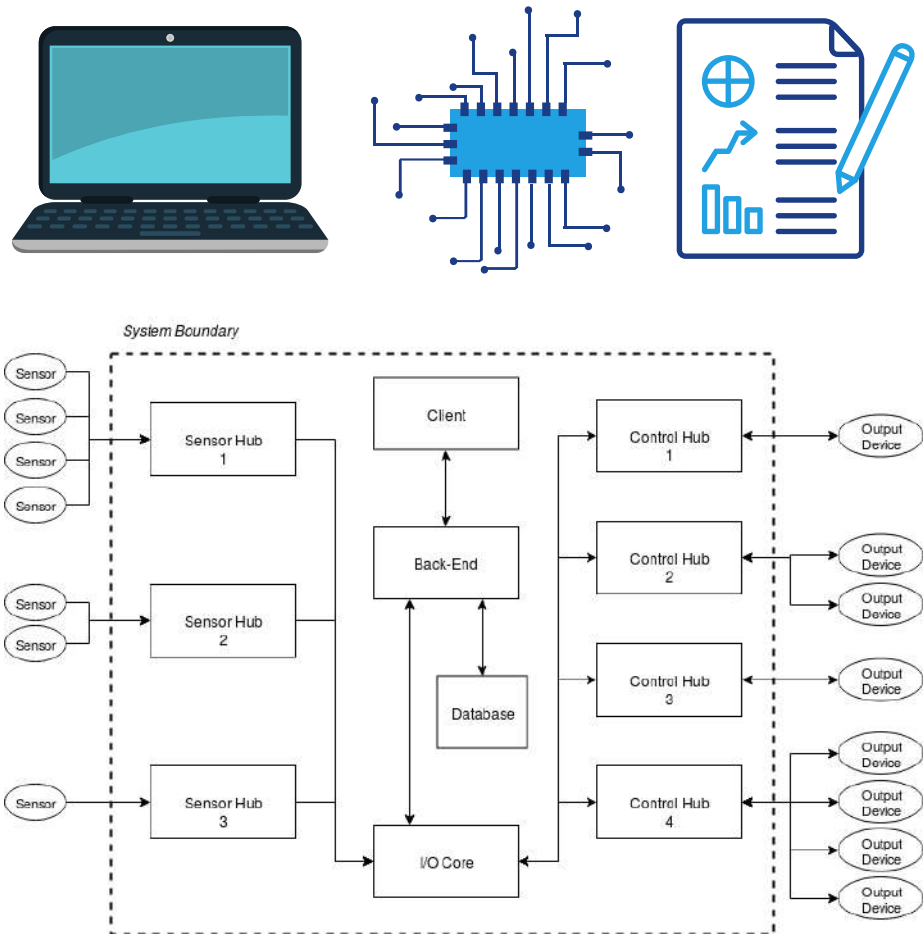 System Boundary
Sensor
Sensor
Sensor
Sensor
Sensor Hub
1
Client
Control Hub
1
Output
Device
Back-End
Control Hub
2
Output
Device
Output
Device
Sensor
Sensor
Sensor Hub
2
Control Hub
3
Output
Device
Database
Sensor
Sensor Hub
3
I/O Core
Control Hub
4
Output
Device
Output
Device
Output
Device
Output
Device